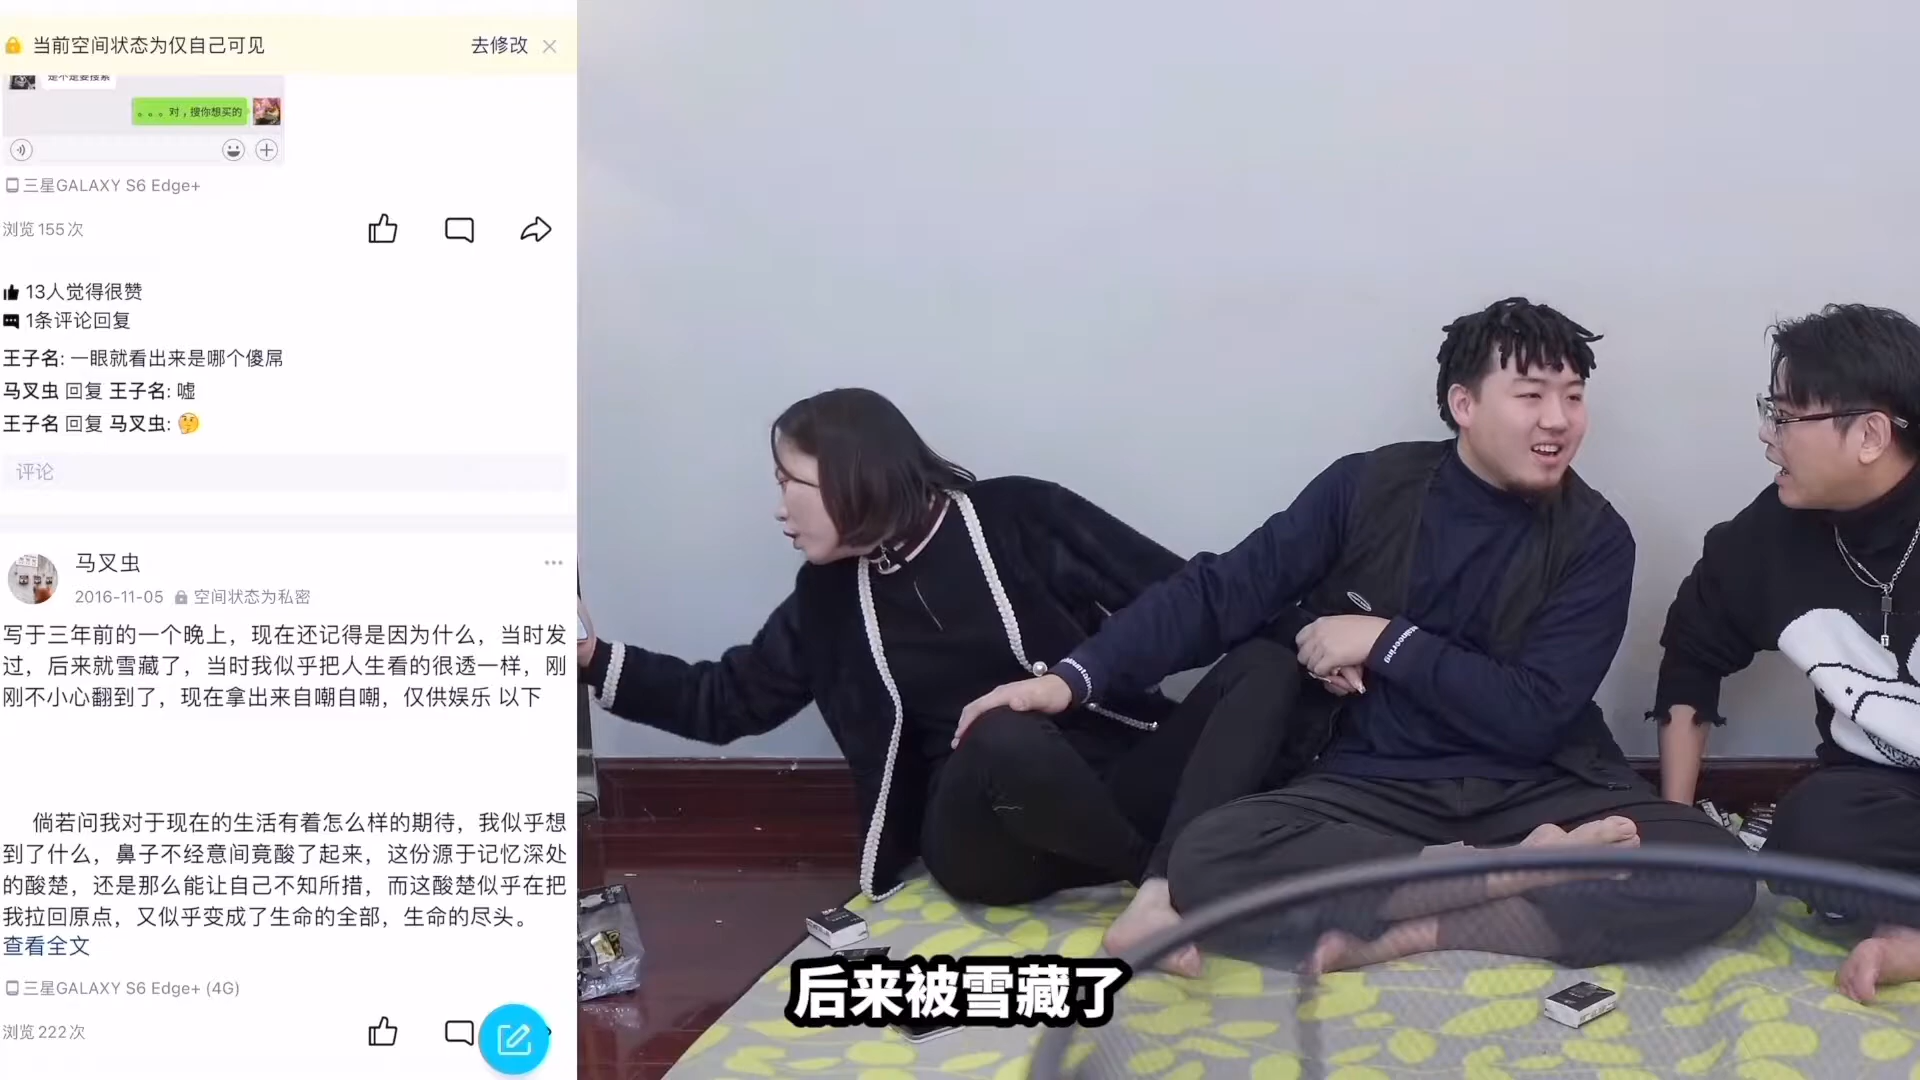 当前空间状态为仅自己可见
去修改
是不是要搜索
。。。对，搜你想买的
三星GALAXY S6 Edge+
浏览155次
13人觉得很赞
1条评论回复
王子名: 一眼就看出来是哪个傻屌
马叉虫 回复 王子名: 嘘
王子名 回复 马叉虫: 🤔
评论
马叉虫
2016-11-05 空间状态为私密
写于三年前的一个晚上，现在还记得是因为什么，当时发
过，后来就雪藏了，当时我似乎把人生看的很透一样，刚
刚不小心翻到了，现在拿出来自嘲自嘲，仅供娱乐 以下
倘若问我对于现在的生活有着怎么样的期待，我似乎想
到了什么，鼻子不经意间竟酸了起来，这份源于记忆深处
的酸楚，还是那么能让自己不知所措，而这酸楚似乎在把
我拉回原点，又似乎变成了生命的全部，生命的尽头。
查看全文
三星GALAXY S6 Edge+ (4G)
浏览222次
后来被雪藏了